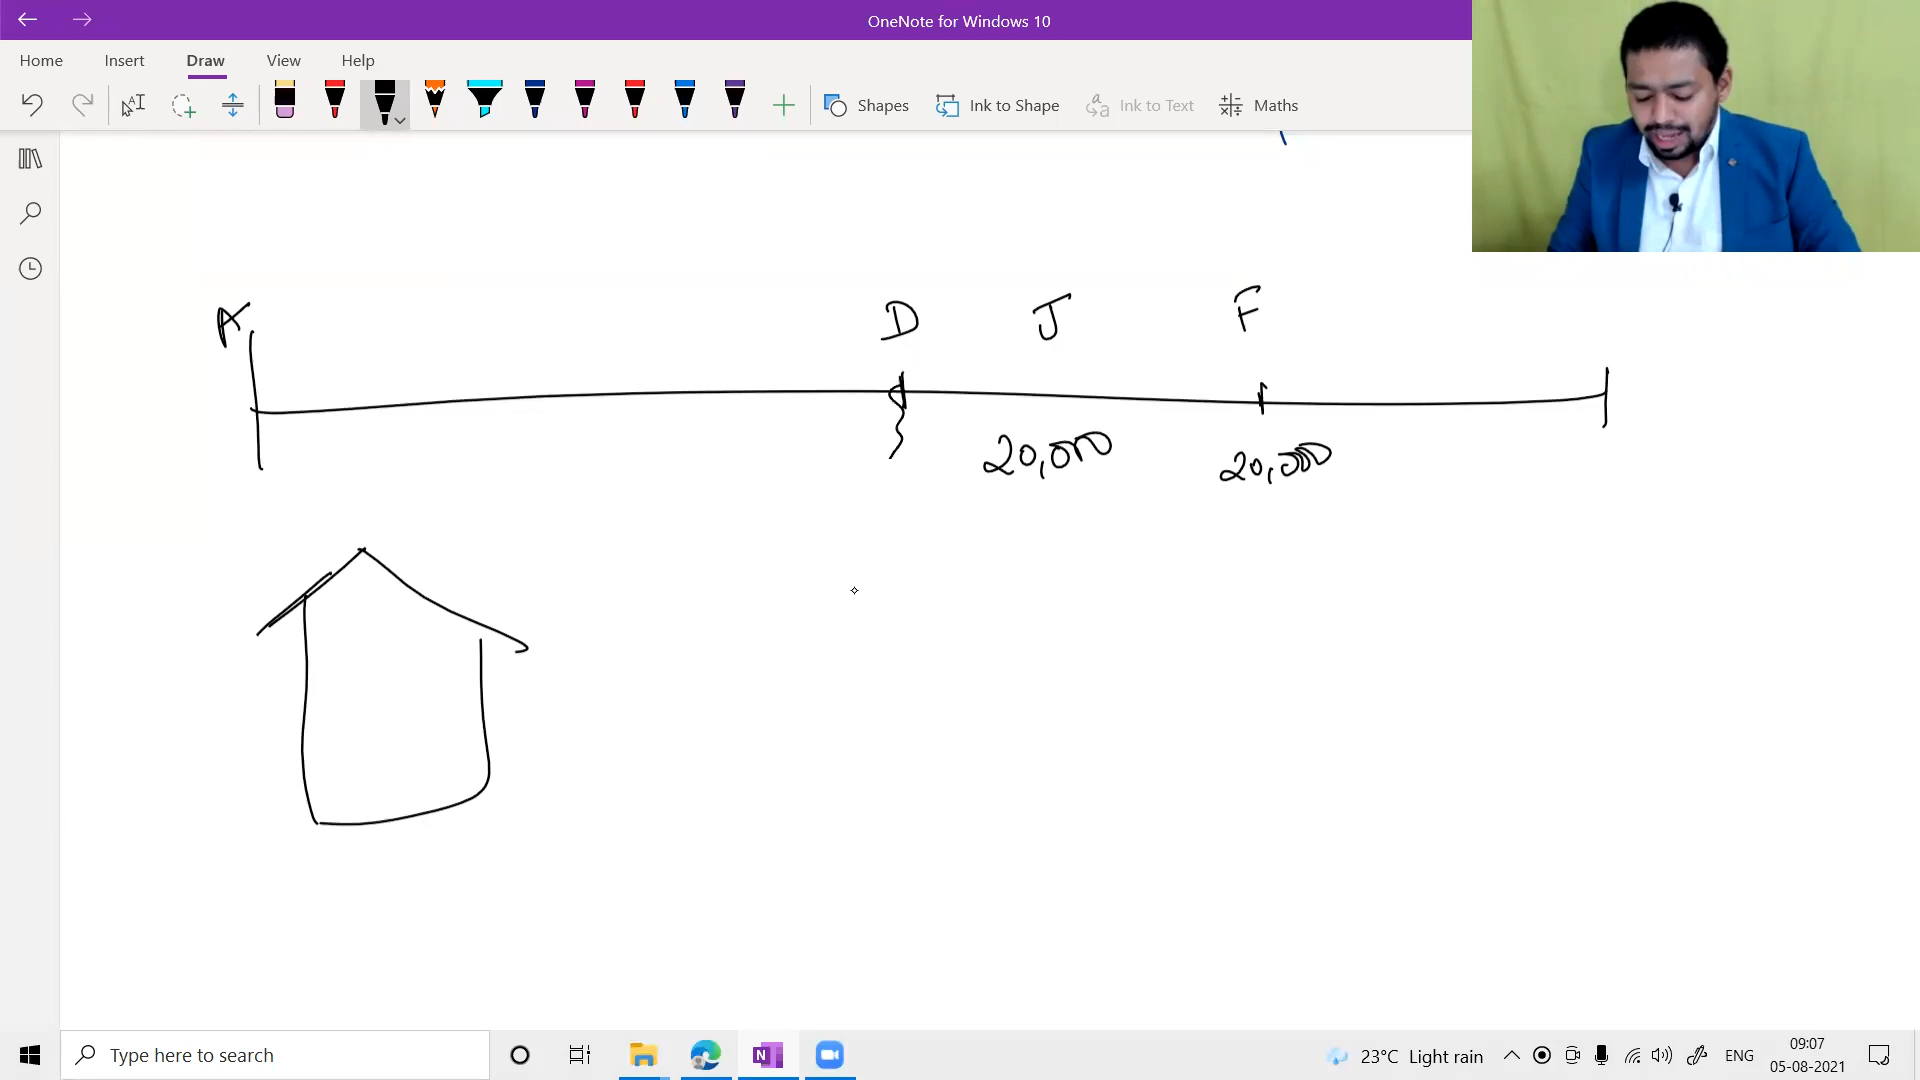 OneNote for Windows 10
Home Insert Draw View Help
Shapes Ink to Shape Ink to Text Maths
A D J F
20,000 20,000
Type here to search
23°C Light rain ENG 09:07
05-08-2021